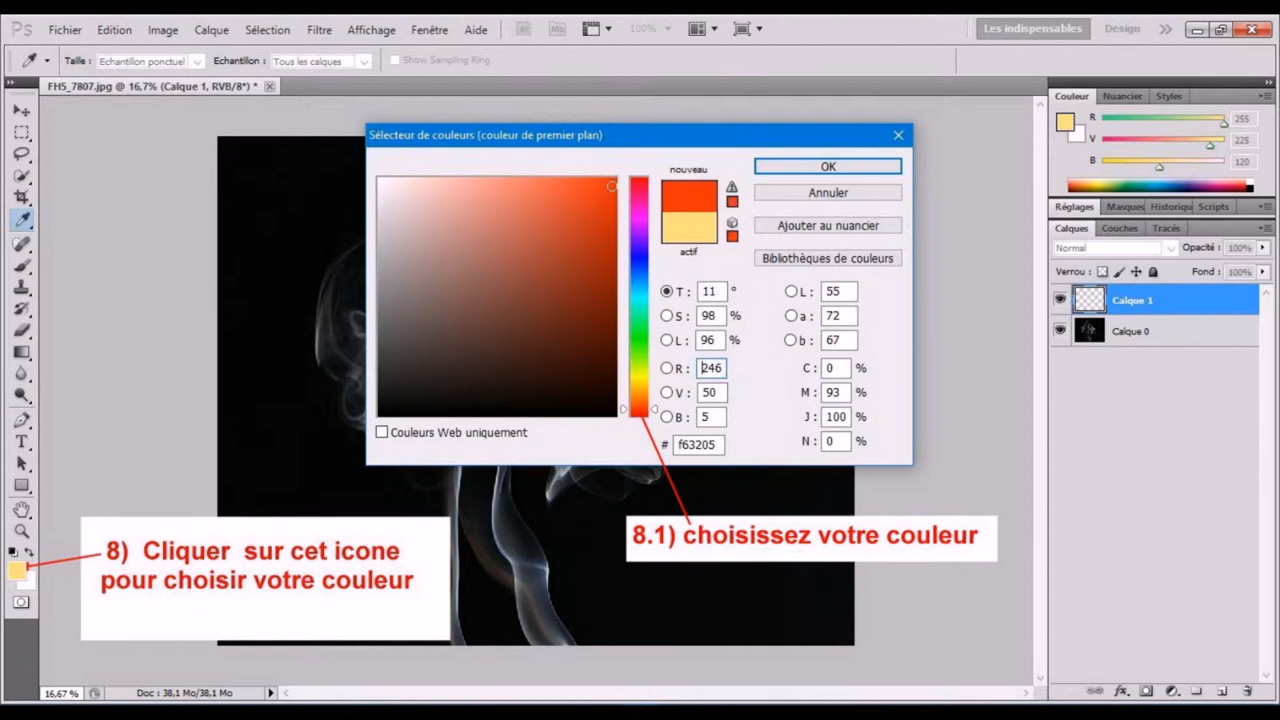 Ps Fichier Edition Image Calque Sélection Filtre Affichage Fenêtre Aide Br Mb 100% Les indispensables Design
Taille : Echantillon ponctuel Echantillon : Tous les calques Show Sampling Ring
FH5_7807.jpg @ 16,7% (Calque 1, RVB/8*) *
Couleur Nuancier Styles
R 255
V 225
B 120
Réglages Masques Historiqu Scripts
Calques Couches Tracés
Normal Opacité : 100%
Verrou : Fond : 100%
Calque 1
Calque 0
Sélecteur de couleurs (couleur de premier plan)
nouveau
actif
OK
Annuler
Ajouter au nuancier
Bibliothèques de couleurs
T : 11 ° L : 55
S : 98 % a : 72
L : 96 % b : 67
R : 246 C : 0 %
V : 50 M : 93 %
B : 5 J : 100 %
# f63205 N : 0 %
Couleurs Web uniquement
8.1) choisissez votre couleur
8) Cliquer sur cet icone
pour choisir votre couleur
16,67 % Doc : 38,1 Mo/38,1 Mo